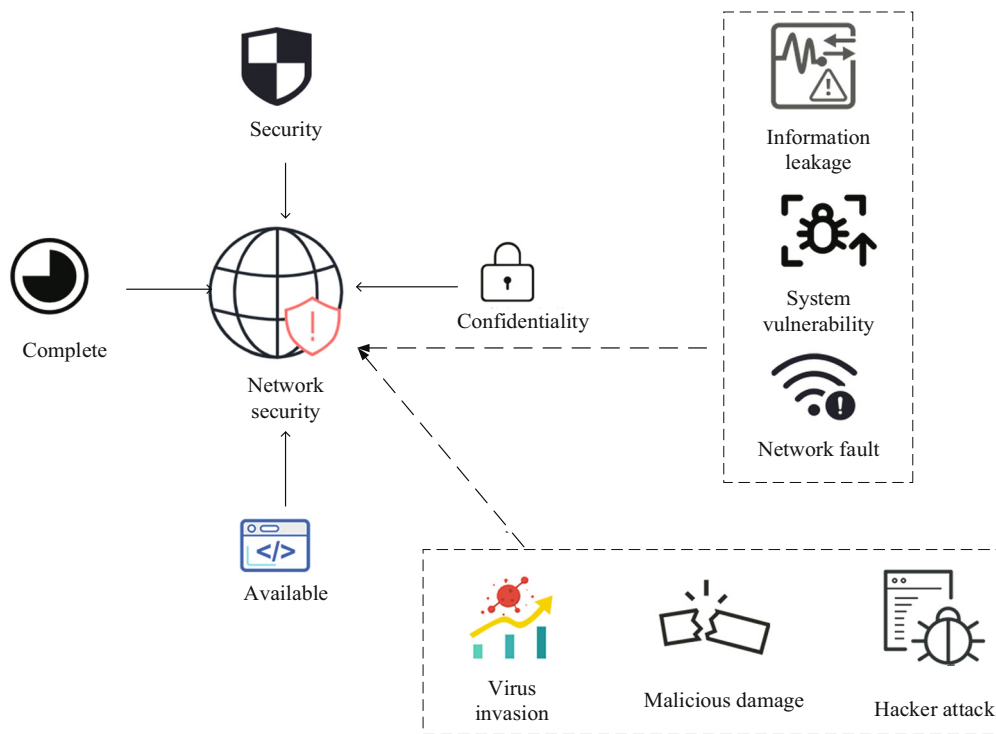 Security
Information
leakage
Complete
Confidentiality
System
vulnerability
Network
security
Network fault
</>
Available
Virus
invasion
Malicious damage
Hacker attack